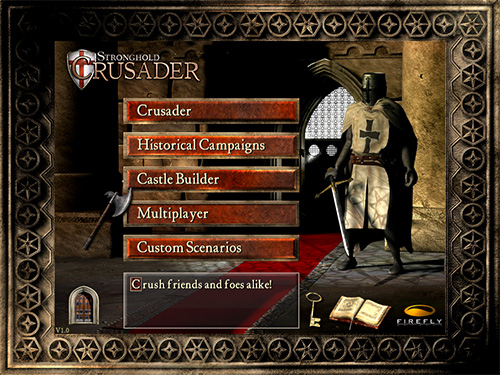 STRONGHOLD
CRUSADER
Crusader
Historical Campaigns
Castle Builder
Multiplayer
Custom Scenarios
Crush friends and foes alike!
V1.0
FIREFLY